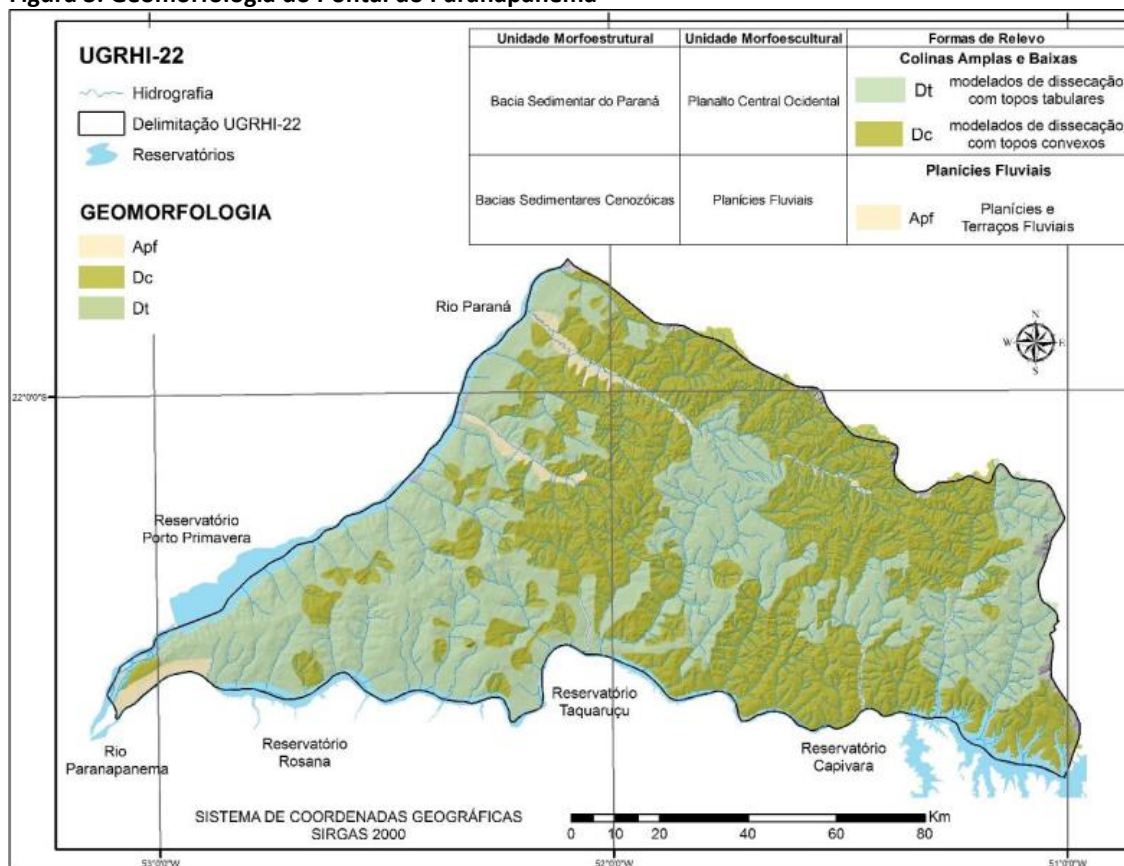 Figura 3. Geomorfologia do Pontal do Paranapanema
UGRHI-22
Hidrografia
Delimitação UGRHI-22
Reservatórios
GEOMORFOLOGIA
Apf
Dc
Dt
Unidade Morfoestrutural
Unidade Morfoescultural
Formas de Relevo
Bacia Sedimentar do Paraná
Planalto Central Ocidental
Colinas Amplas e Baixas
Dt
modelados de dissecação
com topos tabulares
Dc
modelados de dissecação
com topos convexos
Bacias Sedimentares Cenozóicas
Planícies Fluviais
Planícies Fluviais
Apf
Planícies e
Terraços Fluviais
Rio Paraná
N
W
E
S
22°0'0"S
Reservatório
Porto Primavera
Rio
Paranapanema
Reservatório
Rosana
Reservatório
Taquaruçu
Reservatório
Capivara
SISTEMA DE COORDENADAS GEOGRÁFICAS
SIRGAS 2000
Km
0 5 10 20 40 60 80
53°0'0"W
52°0'0"W
51°0'0"W